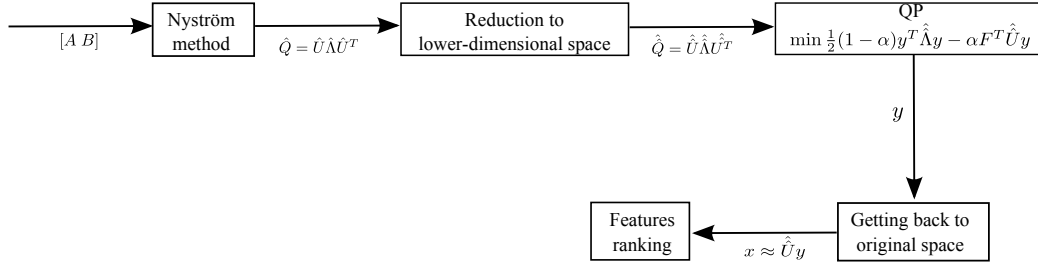 [A B]
Nyström
method
Q̂ = ÛΛ̂Û^T
Reduction to
lower-dimensional space
Q̂̂ = Û̂Λ̂̂Û̂^T
QP
min ½(1 − α)y^T Λ̂̂y − αF^T Û̂y
y
Getting back to
original space
x ≈ Û̂y
Features
ranking